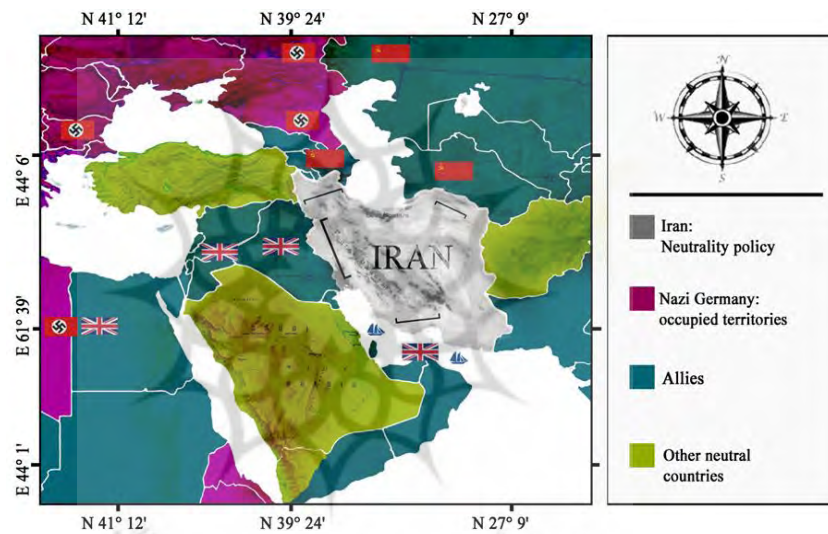 N 41° 12'
N 39° 24'
N 27° 9'
E 44° 6'
E 61° 39'
E 44° 1'
IRAN
N
W
E
S
Iran:
Neutrality policy
Nazi Germany:
occupied territories
Allies
Other neutral
countries
N 41° 12'
N 39° 24'
N 27° 9'